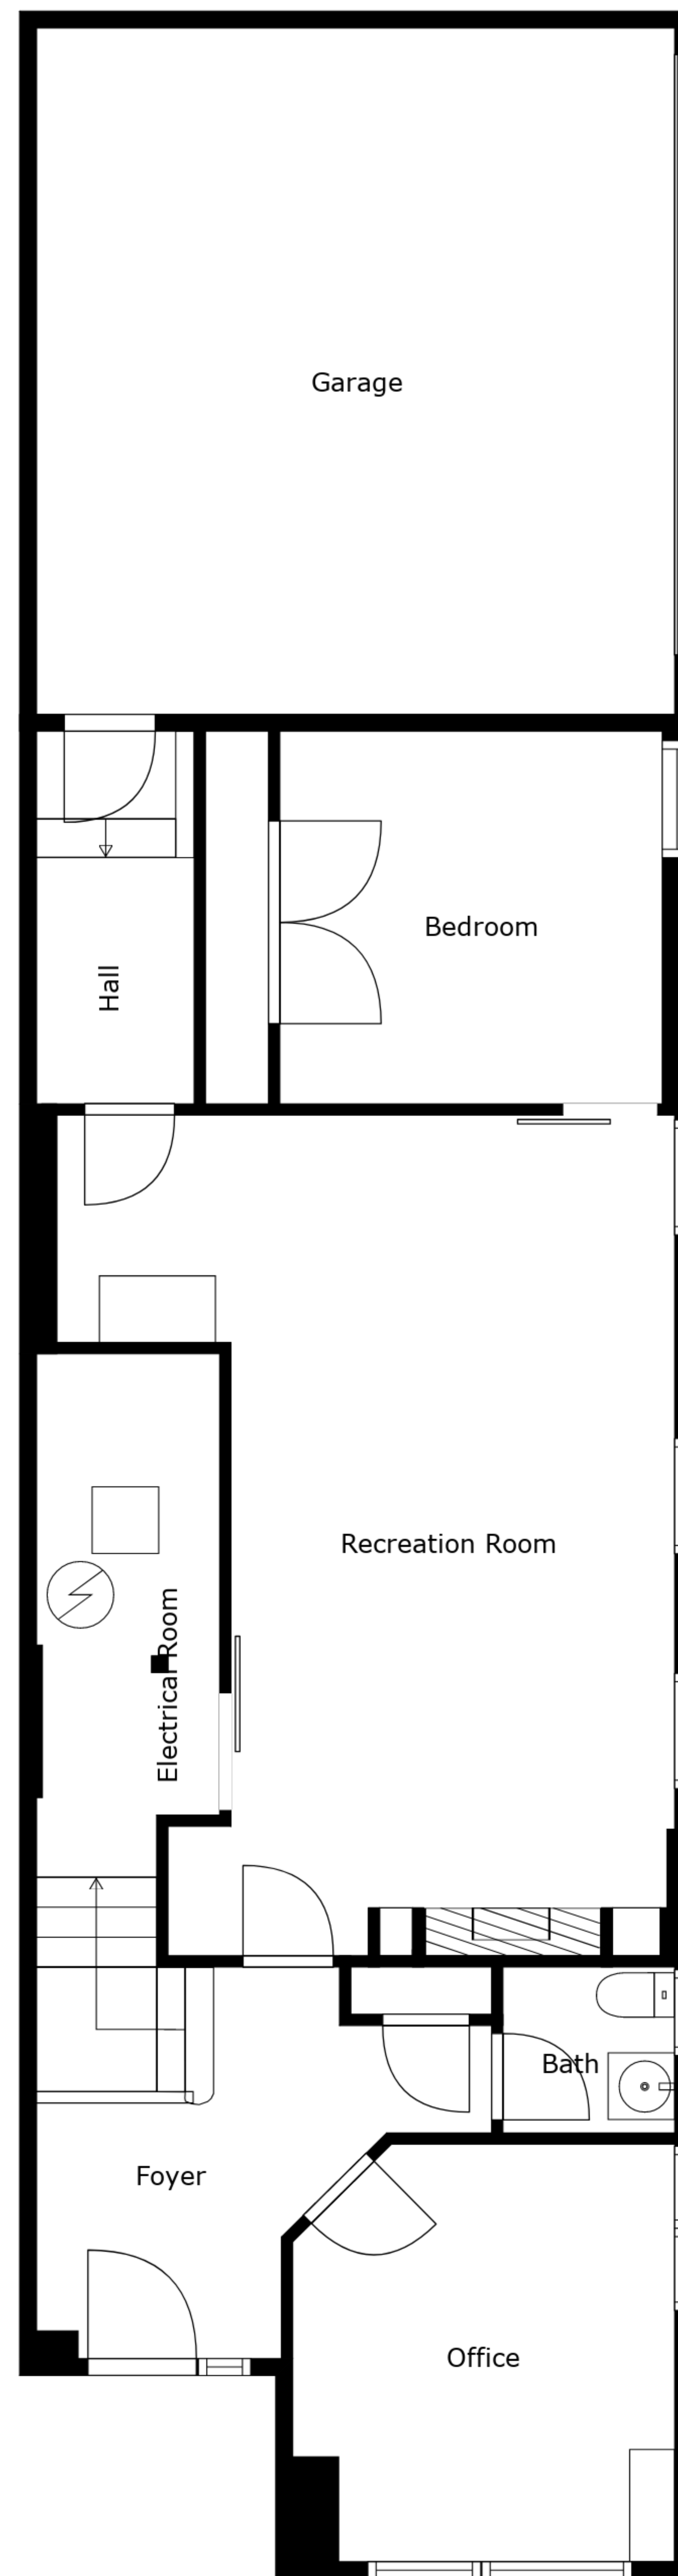 Garage
Bedroom
Hall
Recreation Room
Electrical Room
Bath
Foyer
Office